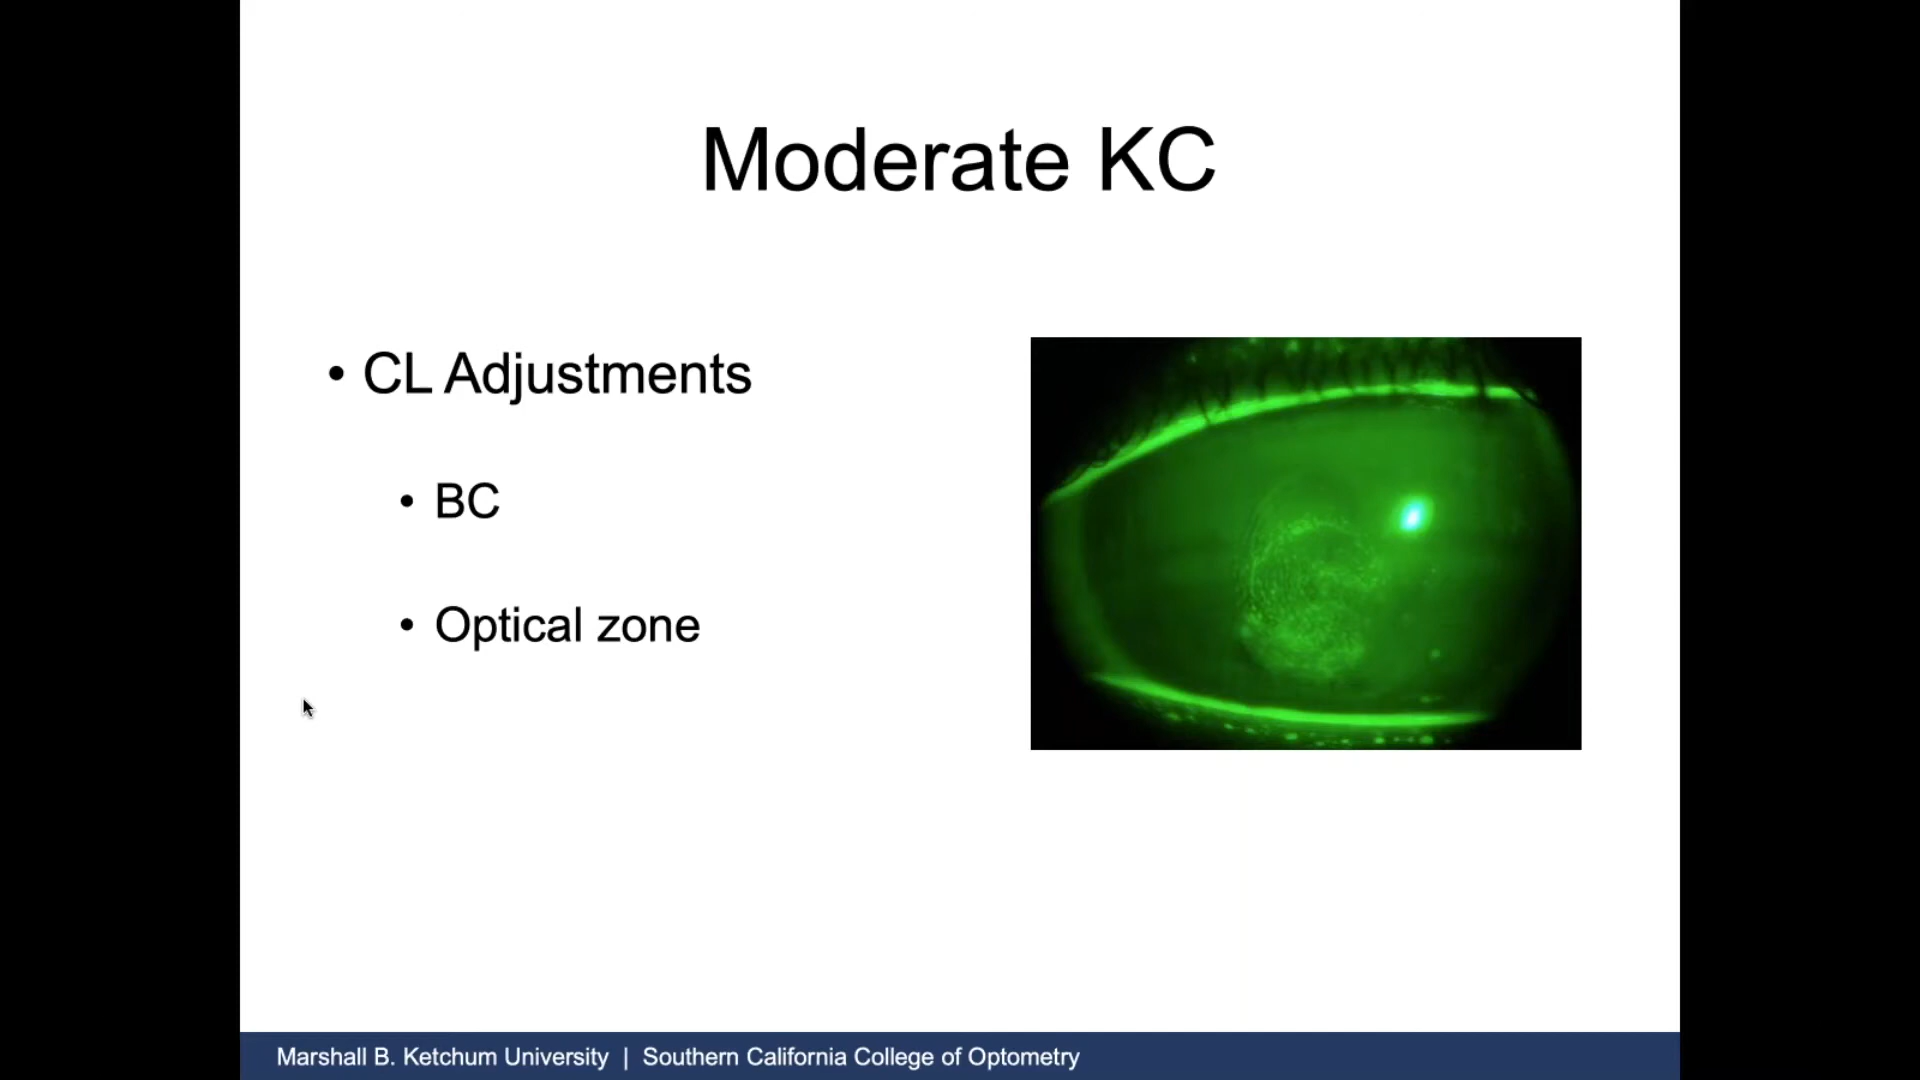 Moderate KC
• CL Adjustments
• BC
• Optical zone
Marshall B. Ketchum University | Southern California College of Optometry